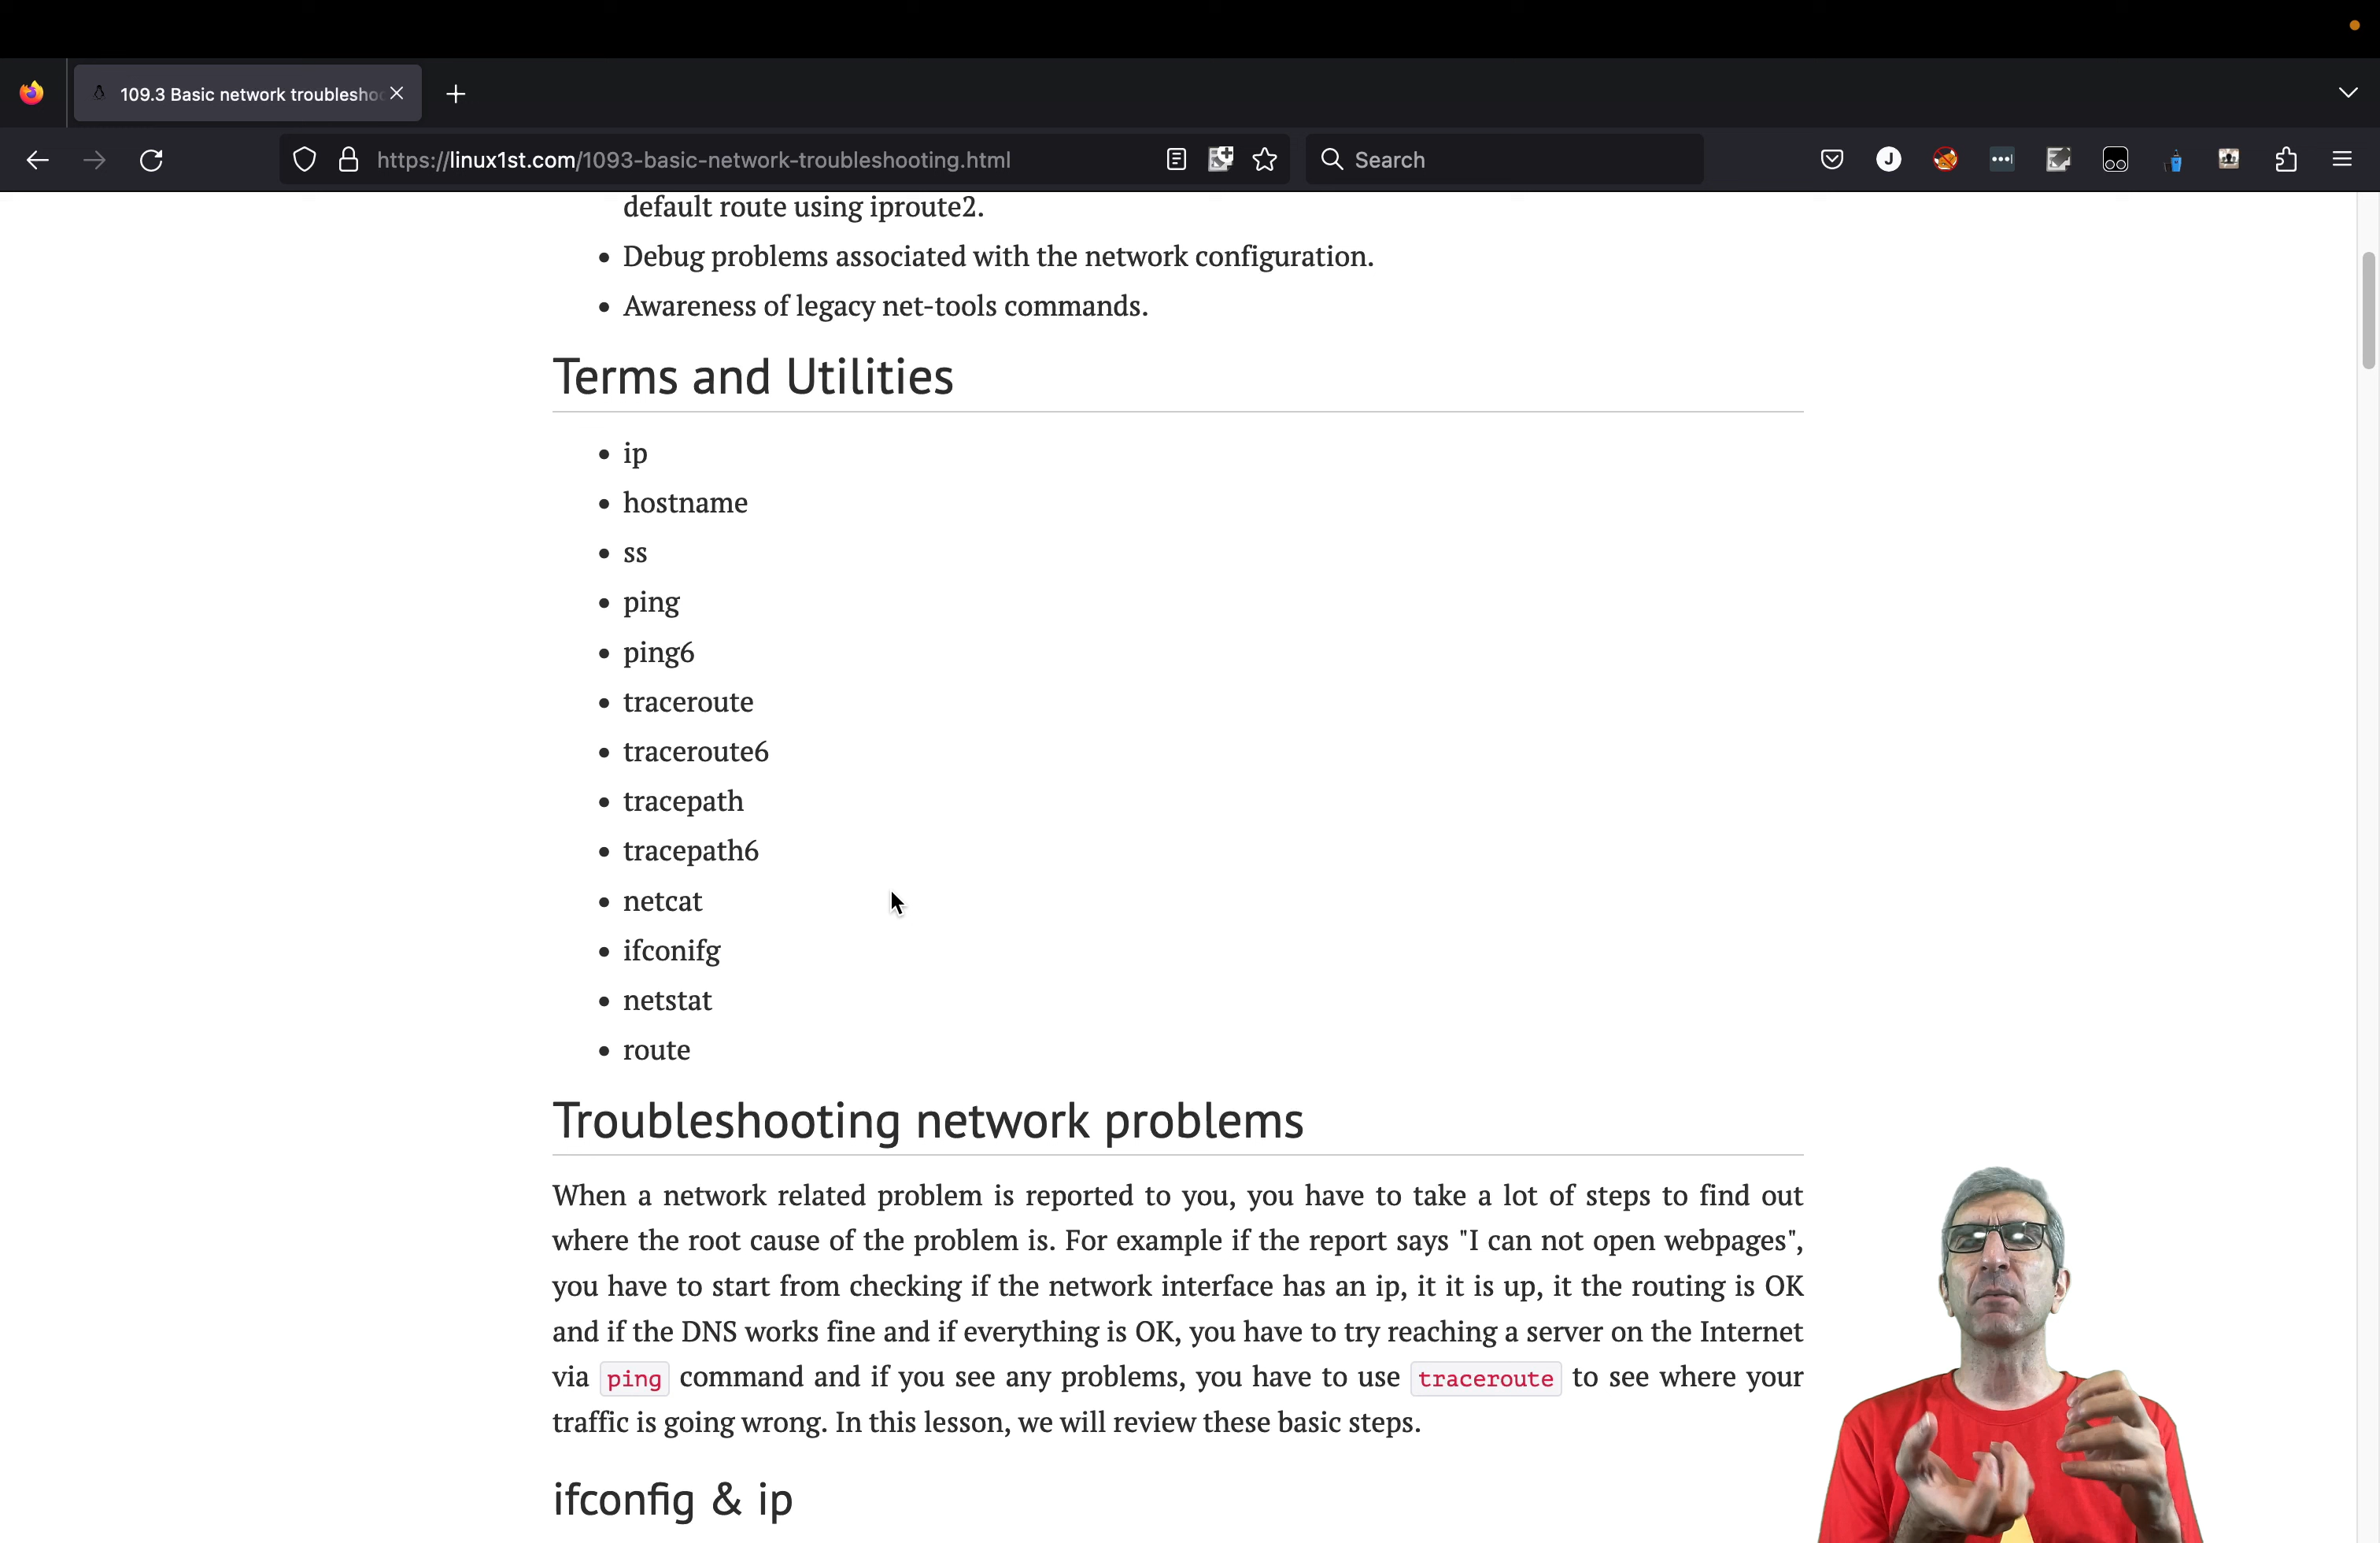 109.3 Basic network troublesho
https://linux1st.com/1093-basic-network-troubleshooting.html
Search
J
default route using iproute2.
Debug problems associated with the network configuration.
Awareness of legacy net-tools commands.
Terms and Utilities
ip
hostname
ss
ping
ping6
traceroute
traceroute6
tracepath
tracepath6
netcat
ifconifg
netstat
route
Troubleshooting network problems
When a network related problem is reported to you, you have to take a lot of steps to find out
where the root cause of the problem is. For example if the report says "I can not open webpages",
you have to start from checking if the network interface has an ip, it it is up, it the routing is OK
and if the DNS works fine and if everything is OK, you have to try reaching a server on the Internet
via ping command and if you see any problems, you have to use traceroute to see where your
traffic is going wrong. In this lesson, we will review these basic steps.
ifconfig & ip